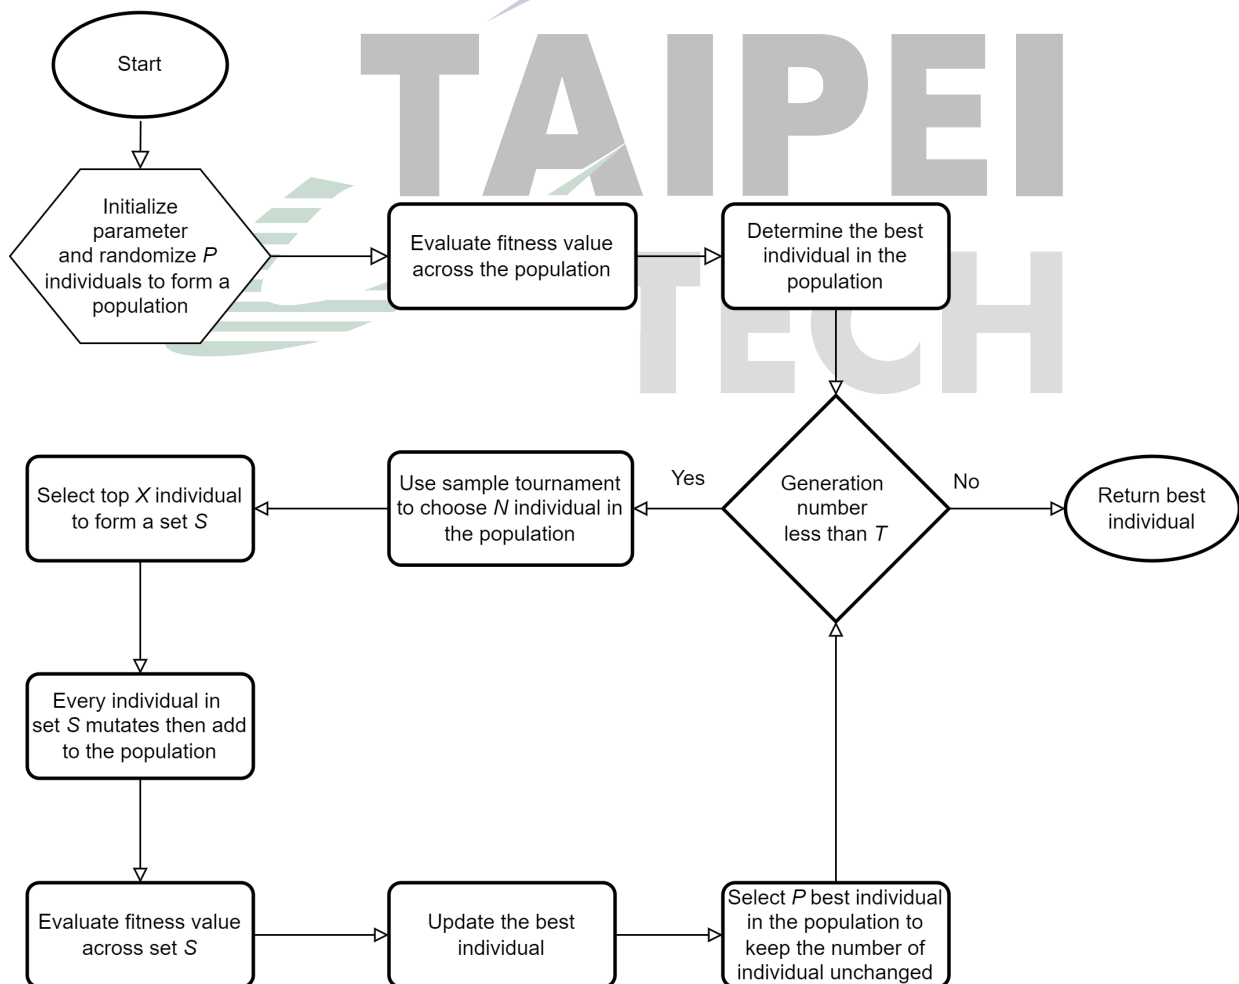 TAIPEI
TECH
Start
Initialize
parameter
and randomize P
individuals to form a
population
Evaluate fitness value
across the population
Determine the best
individual in the
population
Generation
number
less than T
Yes
No
Return best
individual
Use sample tournament
to choose N individual in
the population
Select top X individual
to form a set S
Every individual in
set S mutates then add
to the population
Evaluate fitness value
across set S
Update the best
individual
Select P best individual
in the population to
keep the number of
individual unchanged